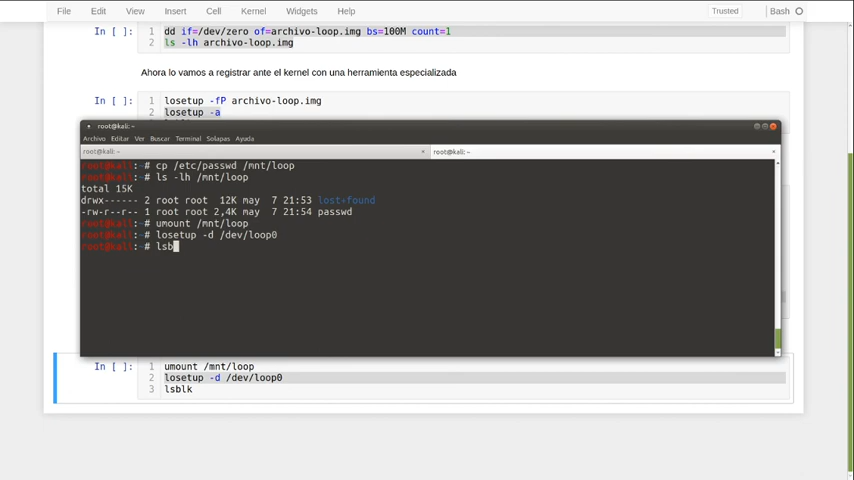 File Edit View Insert Cell Kernel Widgets Help Trusted Bash
In [ ]: 1 dd if=/dev/zero of=archivo-loop.img bs=100M count=1
2 ls -lh archivo-loop.img
Ahora lo vamos a registrar ante el kernel con una herramienta especializada
In [ ]: 1 losetup -fP archivo-loop.img
2 losetup -a
root@kali: ~
Archivo Editar Ver Buscar Terminal Solapas Ayuda
root@kali: ~ × root@kali: ~ ×
root@kali:~# cp /etc/passwd /mnt/loop
root@kali:~# ls -lh /mnt/loop
total 15K
drwx------ 2 root root 12K may 7 21:53 lost+found
-rw-r--r-- 1 root root 2,4K may 7 21:54 passwd
root@kali:~# umount /mnt/loop
root@kali:~# losetup -d /dev/loop0
root@kali:~# lsb
In [ ]: 1 umount /mnt/loop
2 losetup -d /dev/loop0
3 lsblk